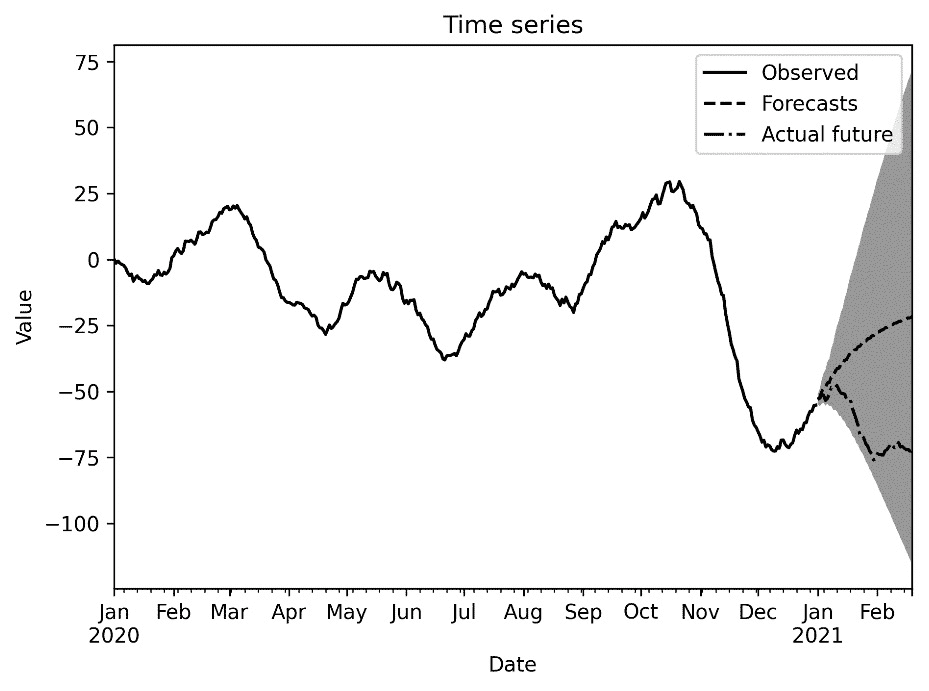 Time series
Value
75
50
25
0
−25
−50
−75
−100
Observed
Forecasts
Actual future
Jan Feb Mar Apr May Jun Jul Aug Sep Oct Nov Dec Jan Feb
2020 2021
Date